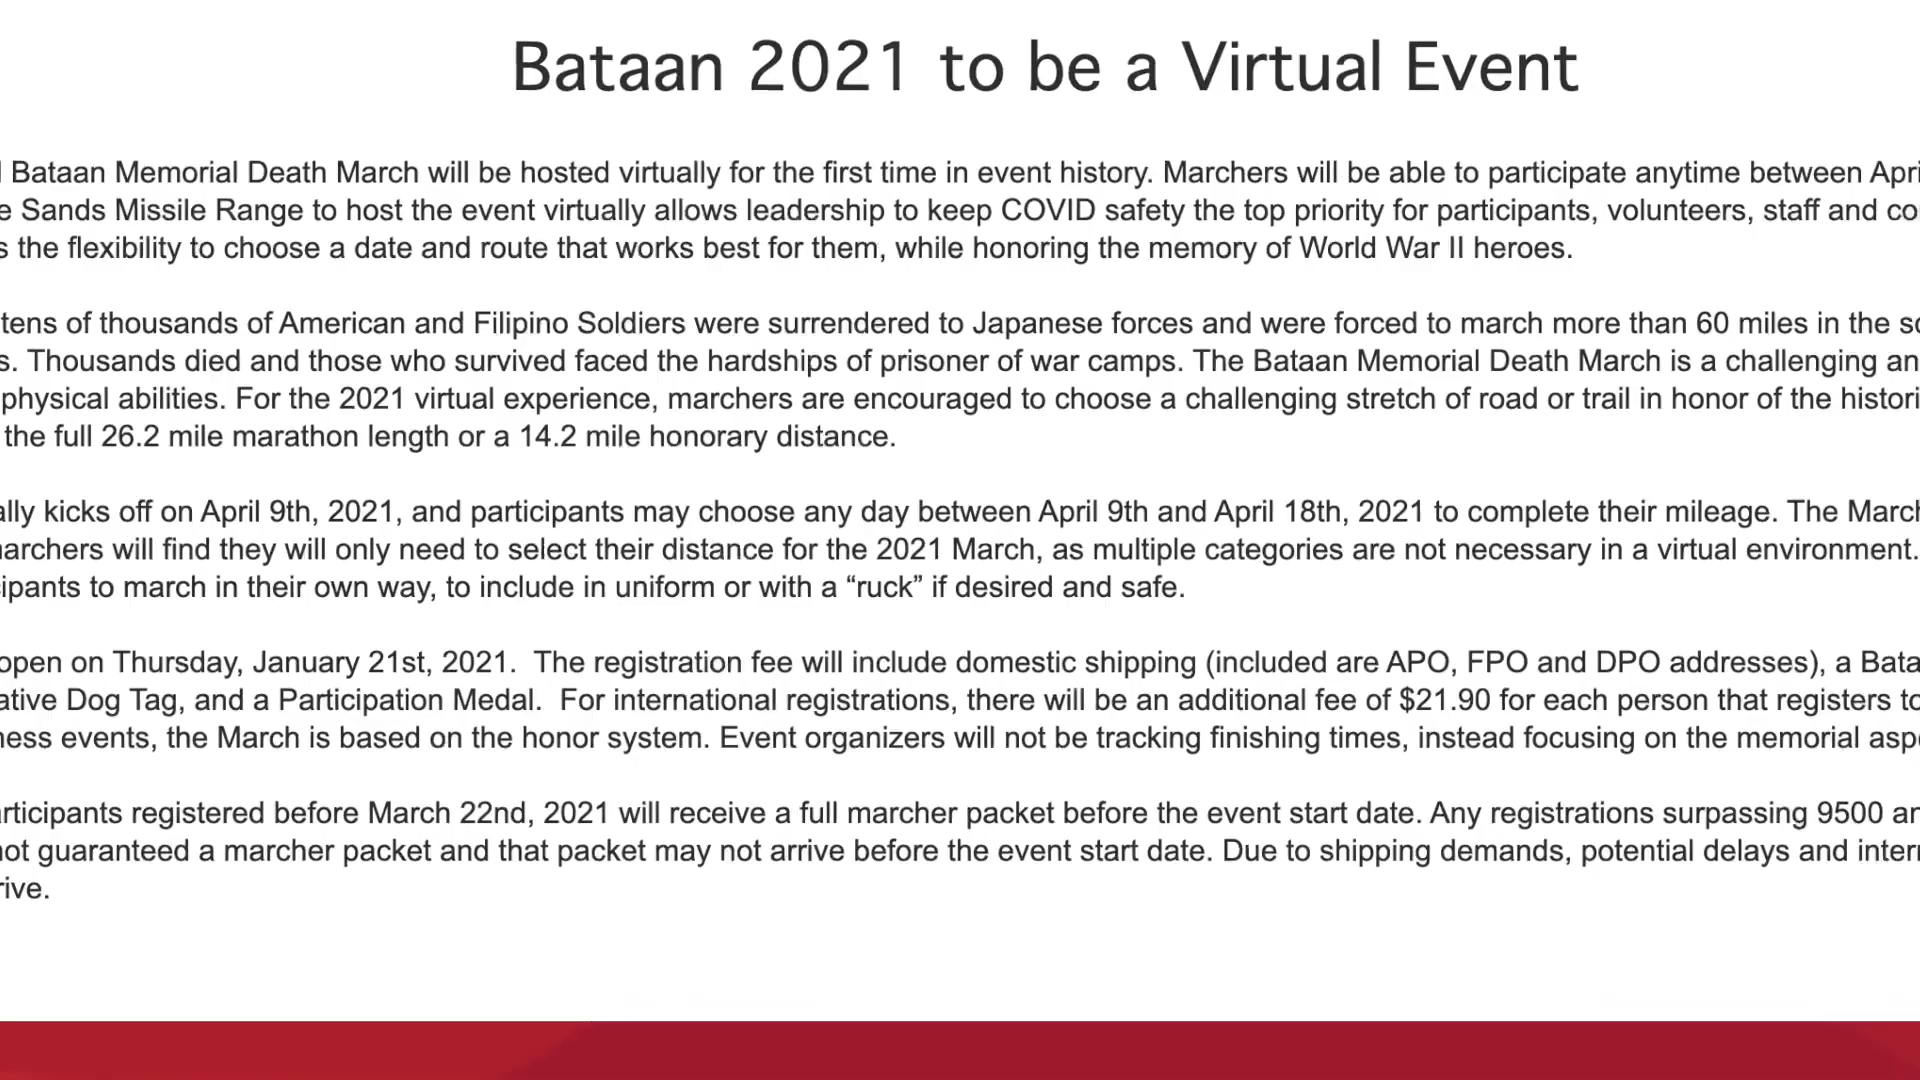 Bataan 2021 to be a Virtual Event
Bataan Memorial Death March will be hosted virtually for the first time in event history. Marchers will be able to participate anytime between Apri
e Sands Missile Range to host the event virtually allows leadership to keep COVID safety the top priority for participants, volunteers, staff and co
s the flexibility to choose a date and route that works best for them, while honoring the memory of World War II heroes.
tens of thousands of American and Filipino Soldiers were surrendered to Japanese forces and were forced to march more than 60 miles in the sc
s. Thousands died and those who survived faced the hardships of prisoner of war camps. The Bataan Memorial Death March is a challenging an
physical abilities. For the 2021 virtual experience, marchers are encouraged to choose a challenging stretch of road or trail in honor of the histori
the full 26.2 mile marathon length or a 14.2 mile honorary distance.
ally kicks off on April 9th, 2021, and participants may choose any day between April 9th and April 18th, 2021 to complete their mileage. The March
archers will find they will only need to select their distance for the 2021 March, as multiple categories are not necessary in a virtual environment.
ipants to march in their own way, to include in uniform or with a “ruck” if desired and safe.
open on Thursday, January 21st, 2021. The registration fee will include domestic shipping (included are APO, FPO and DPO addresses), a Bata
ative Dog Tag, and a Participation Medal. For international registrations, there will be an additional fee of $21.90 for each person that registers to
ness events, the March is based on the honor system. Event organizers will not be tracking finishing times, instead focusing on the memorial asp
articipants registered before March 22nd, 2021 will receive a full marcher packet before the event start date. Any registrations surpassing 9500 an
not guaranteed a marcher packet and that packet may not arrive before the event start date. Due to shipping demands, potential delays and intern
rive.